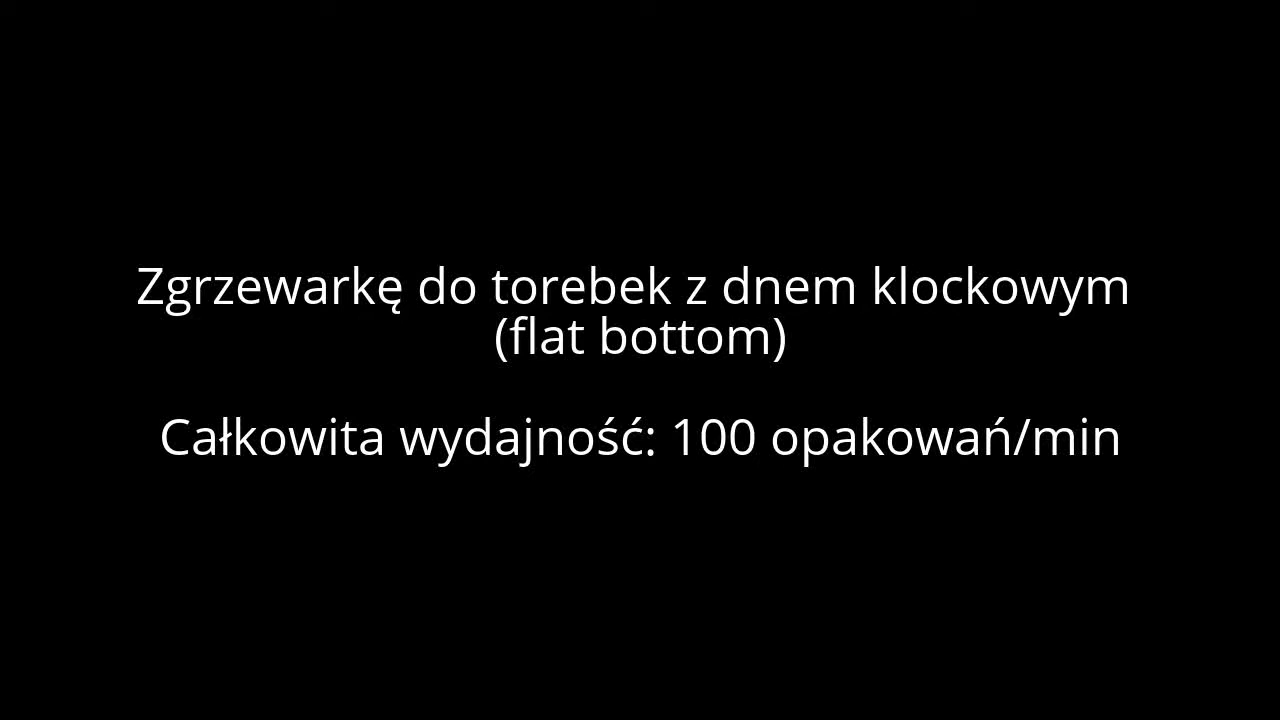 Zgrzewarkę do torebek z dnem klockowym
(flat bottom)
Całkowita wydajność: 100 opakowań/min